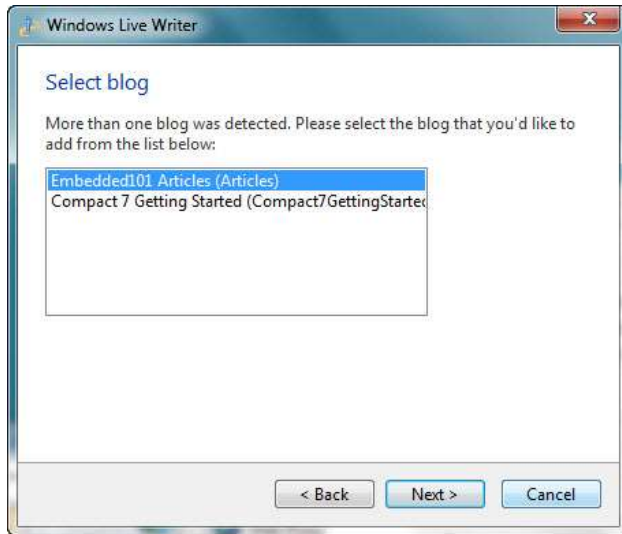 Windows Live Writer
Select blog
More than one blog was detected. Please select the blog that you'd like to
add from the list below:
Embedded101 Articles (Articles)
Compact 7 Getting Started (Compact7GettingStarted
< Back
Next >
Cancel